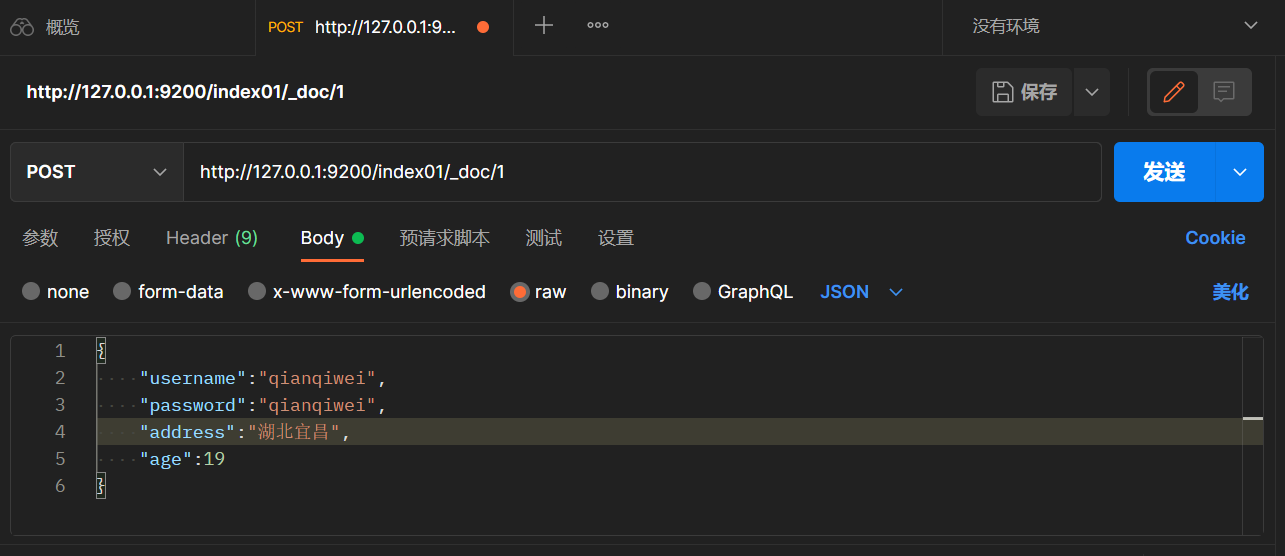 概览 POST http://127.0.0.1:9... 没有环境
http://127.0.0.1:9200/index01/_doc/1 保存
POST http://127.0.0.1:9200/index01/_doc/1 发送
参数 授权 Header (9) Body 预请求脚本 测试 设置 Cookie
none form-data x-www-form-urlencoded raw binary GraphQL JSON 美化
1 {
2 "username":"qianqiwei",
3 "password":"qianqiwei",
4 "address":"湖北宜昌",
5 "age":19
6 }